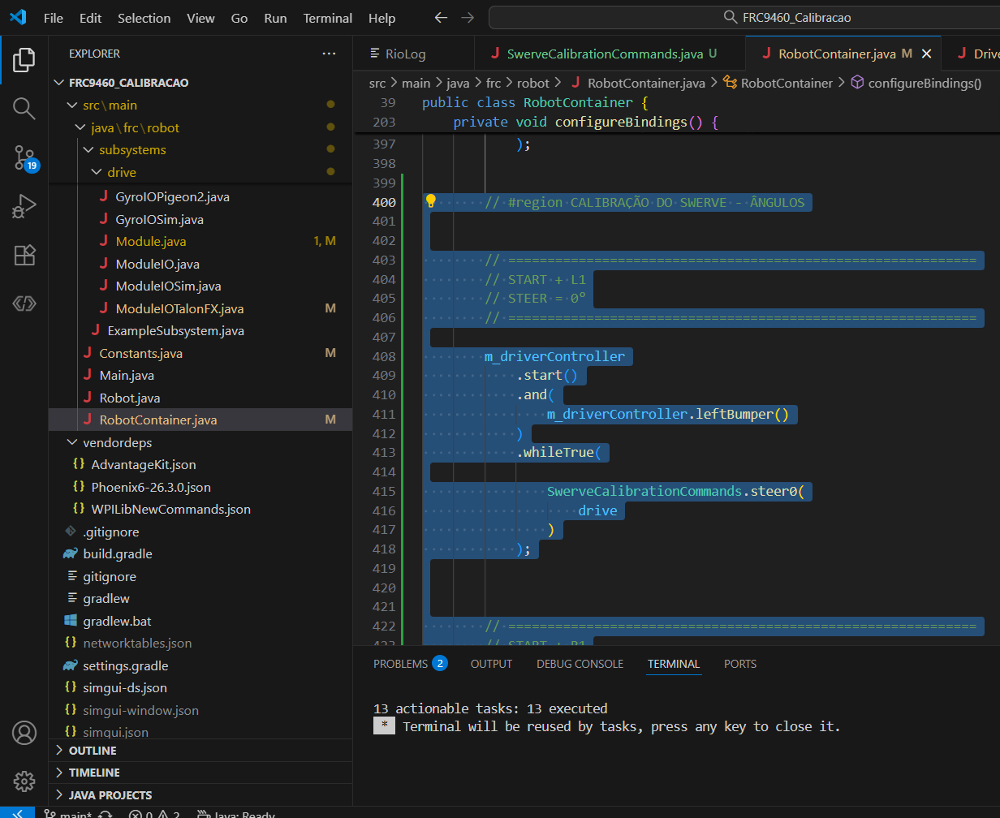 File Edit Selection View Go Run Terminal Help
FRC9460_Calibracao
EXPLORER
FRC9460_CALIBRACAO
src\main
java\frc\robot
subsystems
drive
GyroIOPigeon2.java
GyroIOSim.java
Module.java 1, M
ModuleIO.java
ModuleIOSim.java
ModuleIOTalonFX.java M
ExampleSubsystem.java
Constants.java M
Main.java
Robot.java
RobotContainer.java M
vendordeps
AdvantageKit.json
Phoenix6-26.3.0.json
WPILibNewCommands.json
.gitignore
build.gradle
gitignore
gradlew
gradlew.bat
networktables.json
settings.gradle
simgui-ds.json
simgui-window.json
simgui.json
OUTLINE
TIMELINE
JAVA PROJECTS
19
RioLog SwerveCalibrationCommands.java U RobotContainer.java M Drive
src > main > java > frc > robot > RobotContainer.java > RobotContainer > configureBindings()
39 public class RobotContainer {
203 private void configureBindings() {
397 );
398
399
400 // #region CALIBRAÇÃO DO SWERVE - ÂNGULOS
401
402
403 // ============================================================
404 // START + L1
405 // STEER = 0°
406 // ============================================================
407
408 m_driverController
409 .start()
410 .and(
411 m_driverController.leftBumper()
412 )
413 .whileTrue(
414
415 SwerveCalibrationCommands.steer0(
416 drive
417 )
418 );
419
420
421
422 // ============================================================
423 // START + R1
PROBLEMS 2 OUTPUT DEBUG CONSOLE TERMINAL PORTS
13 actionable tasks: 13 executed
* Terminal will be reused by tasks, press any key to close it.
main* 0 2 Java: Ready